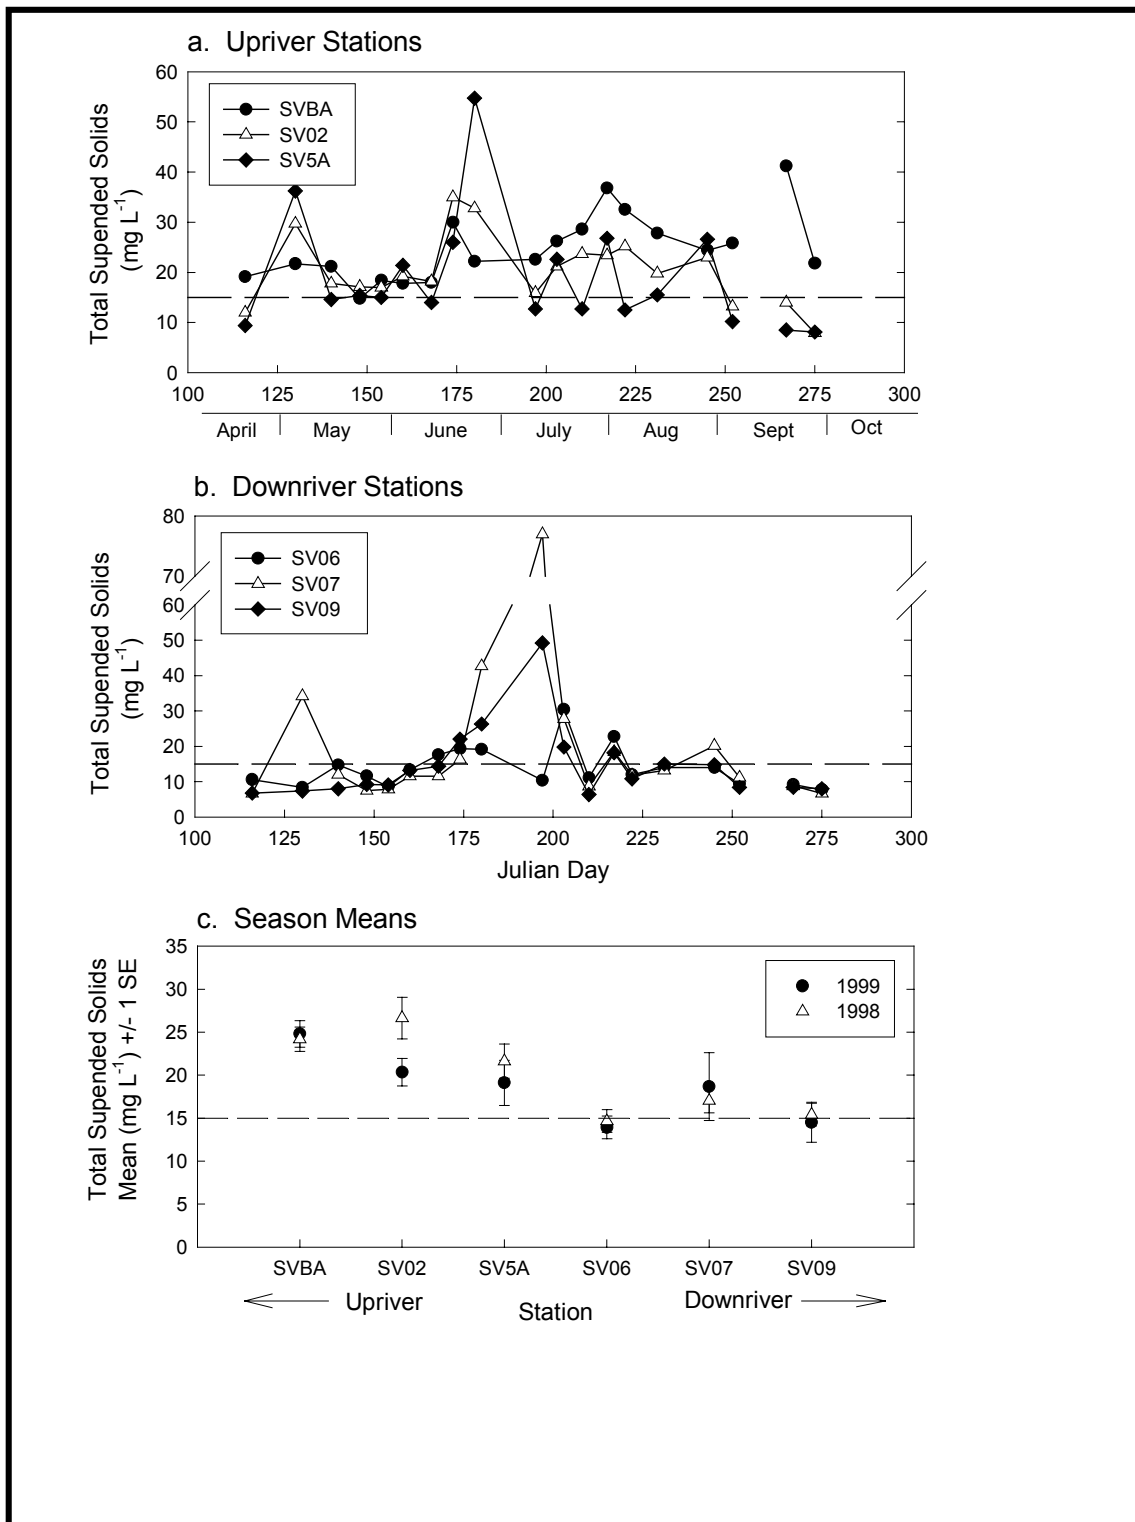 a. Upriver Stations
60
50
40
30
20
10
0
Total Supended Solids
(mg L-1)
SVBA
SV02
SV5A
100 125 150 175 200 225 250 275 300
April May June July Aug Sept Oct
b. Downriver Stations
80
70
60
50
40
30
20
10
0
Total Supended Solids
(mg L-1)
SV06
SV07
SV09
100 125 150 175 200 225 250 275 300
Julian Day
c. Season Means
35
30
25
20
15
10
5
0
Total Supended Solids
Mean (mg L-1) +/- 1 SE
1999
1998
SVBA SV02 SV5A SV06 SV07 SV09
Upriver Station Downriver